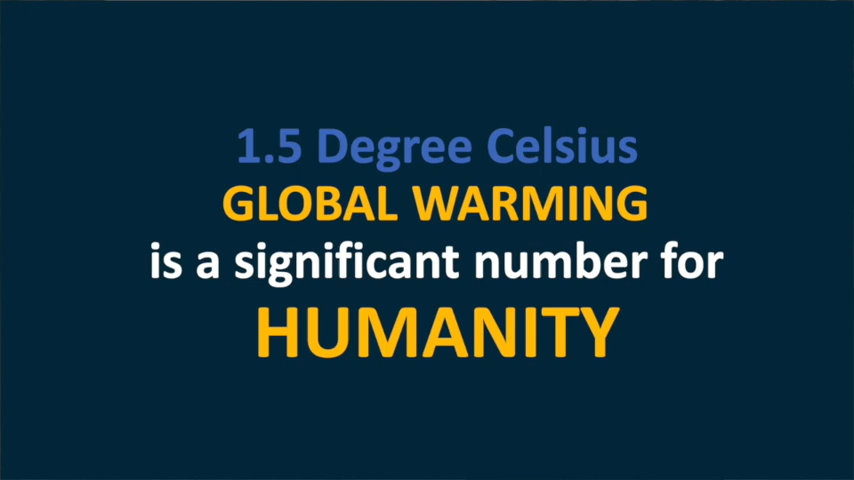 1.5 Degree Celsius
GLOBAL WARMING
is a significant number for
HUMANITY